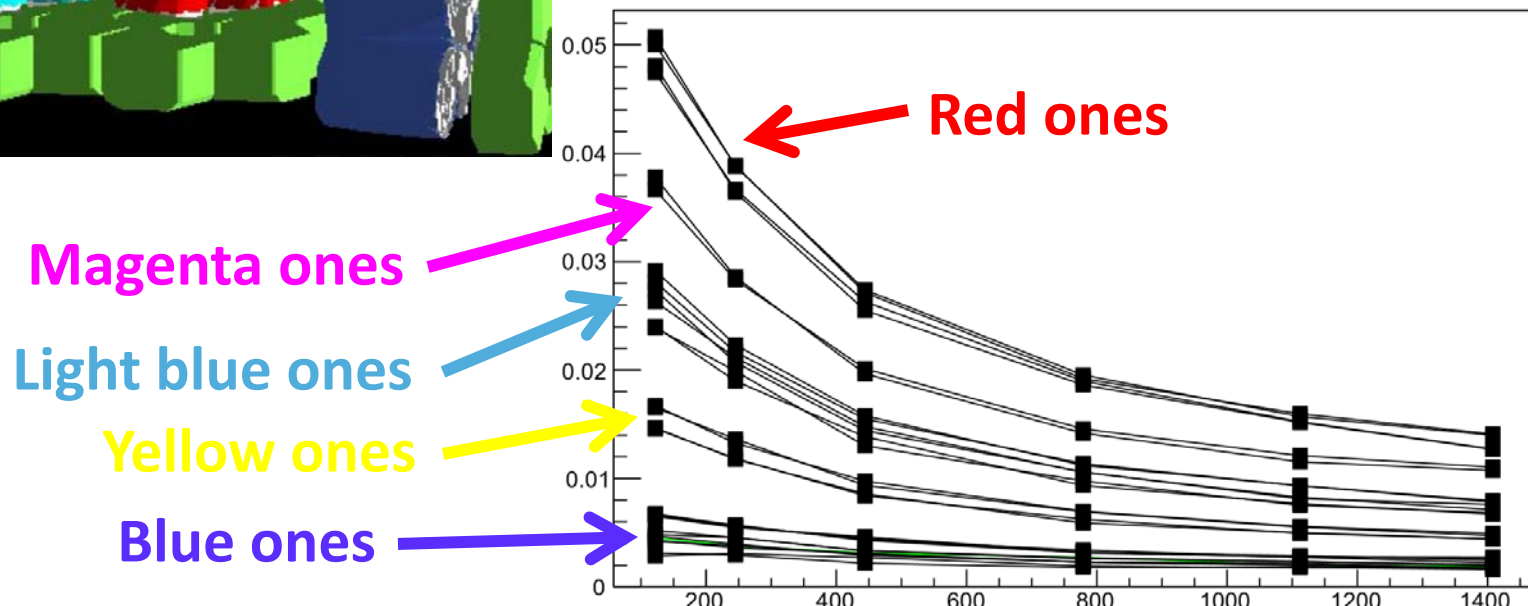 0.05
Red ones
0.04
Magenta ones
0.03
Light blue ones
0.02
Yellow ones
0.01
Blue ones
0
200 400 600 800 1000 1200 1400